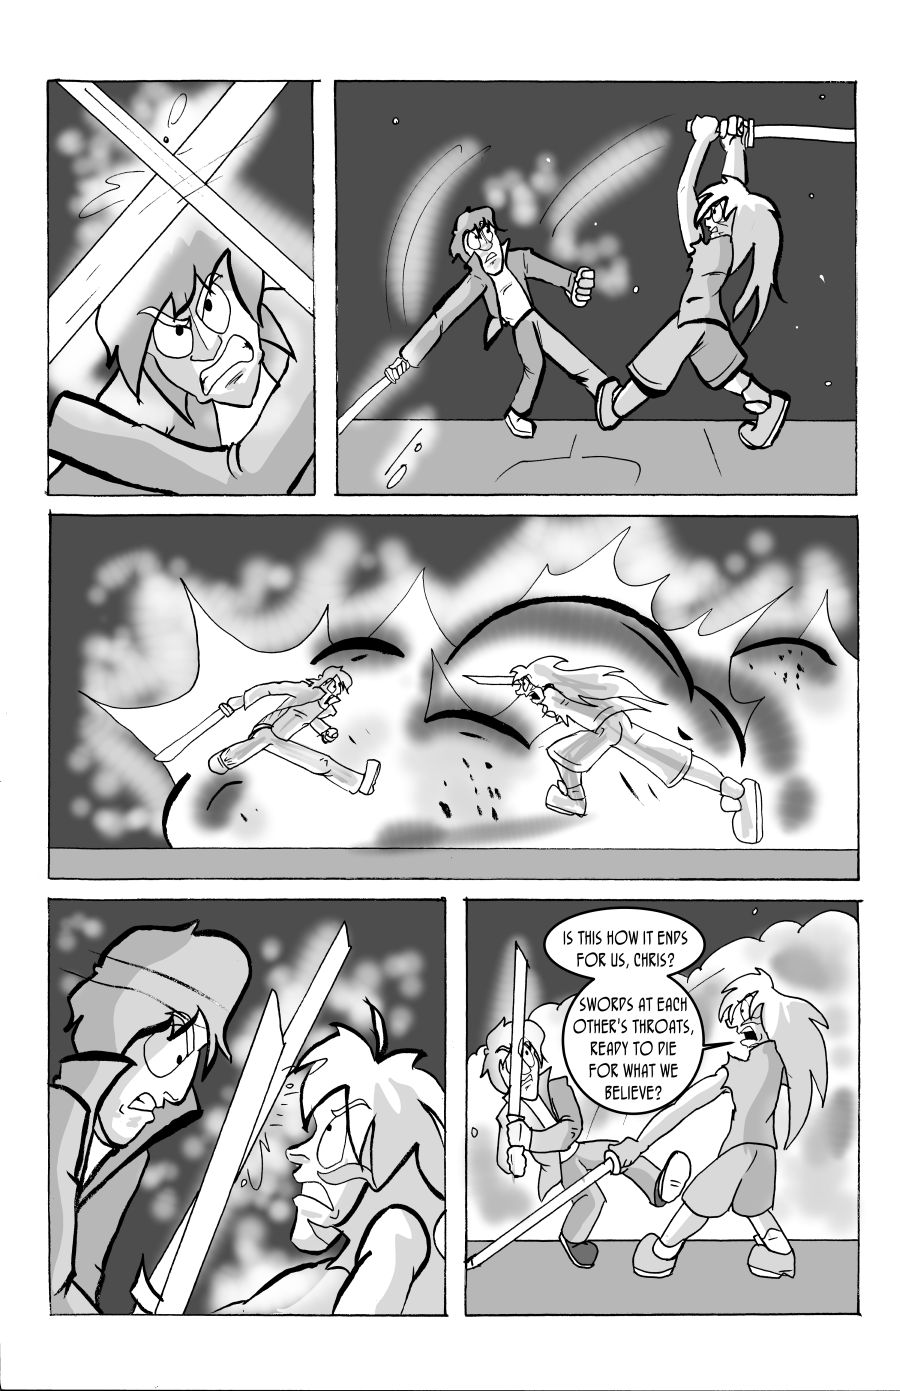 IS THIS HOW IT ENDS
FOR US, CHRIS?
SWORDS AT EACH
OTHER'S THROATS,
READY TO DIE
FOR WHAT WE
BELIEVE?